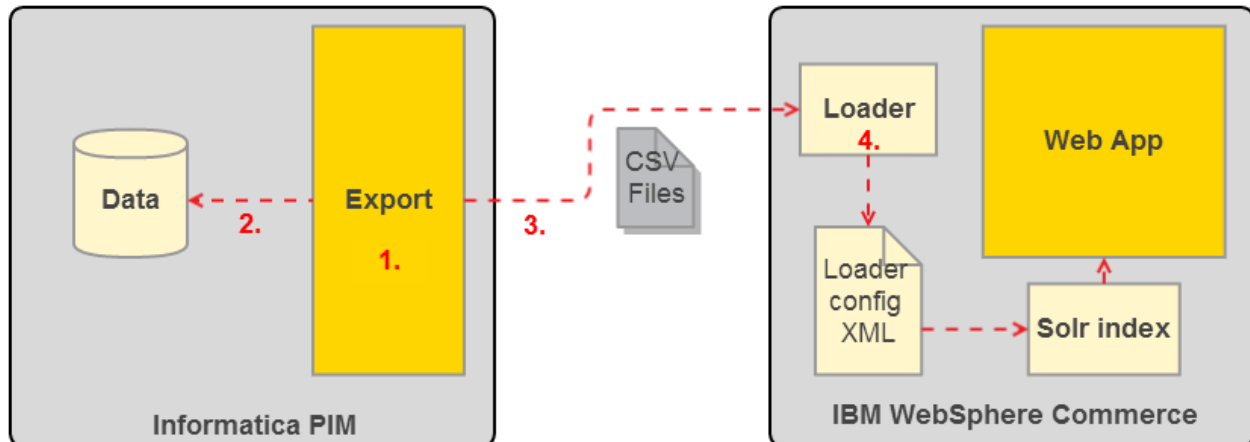 Data
2.
Export
1.
Informatica PIM
3.
CSV
Files
Loader
4.
Loader
config
XML
Solr index
Web App
IBM WebSphere Commerce